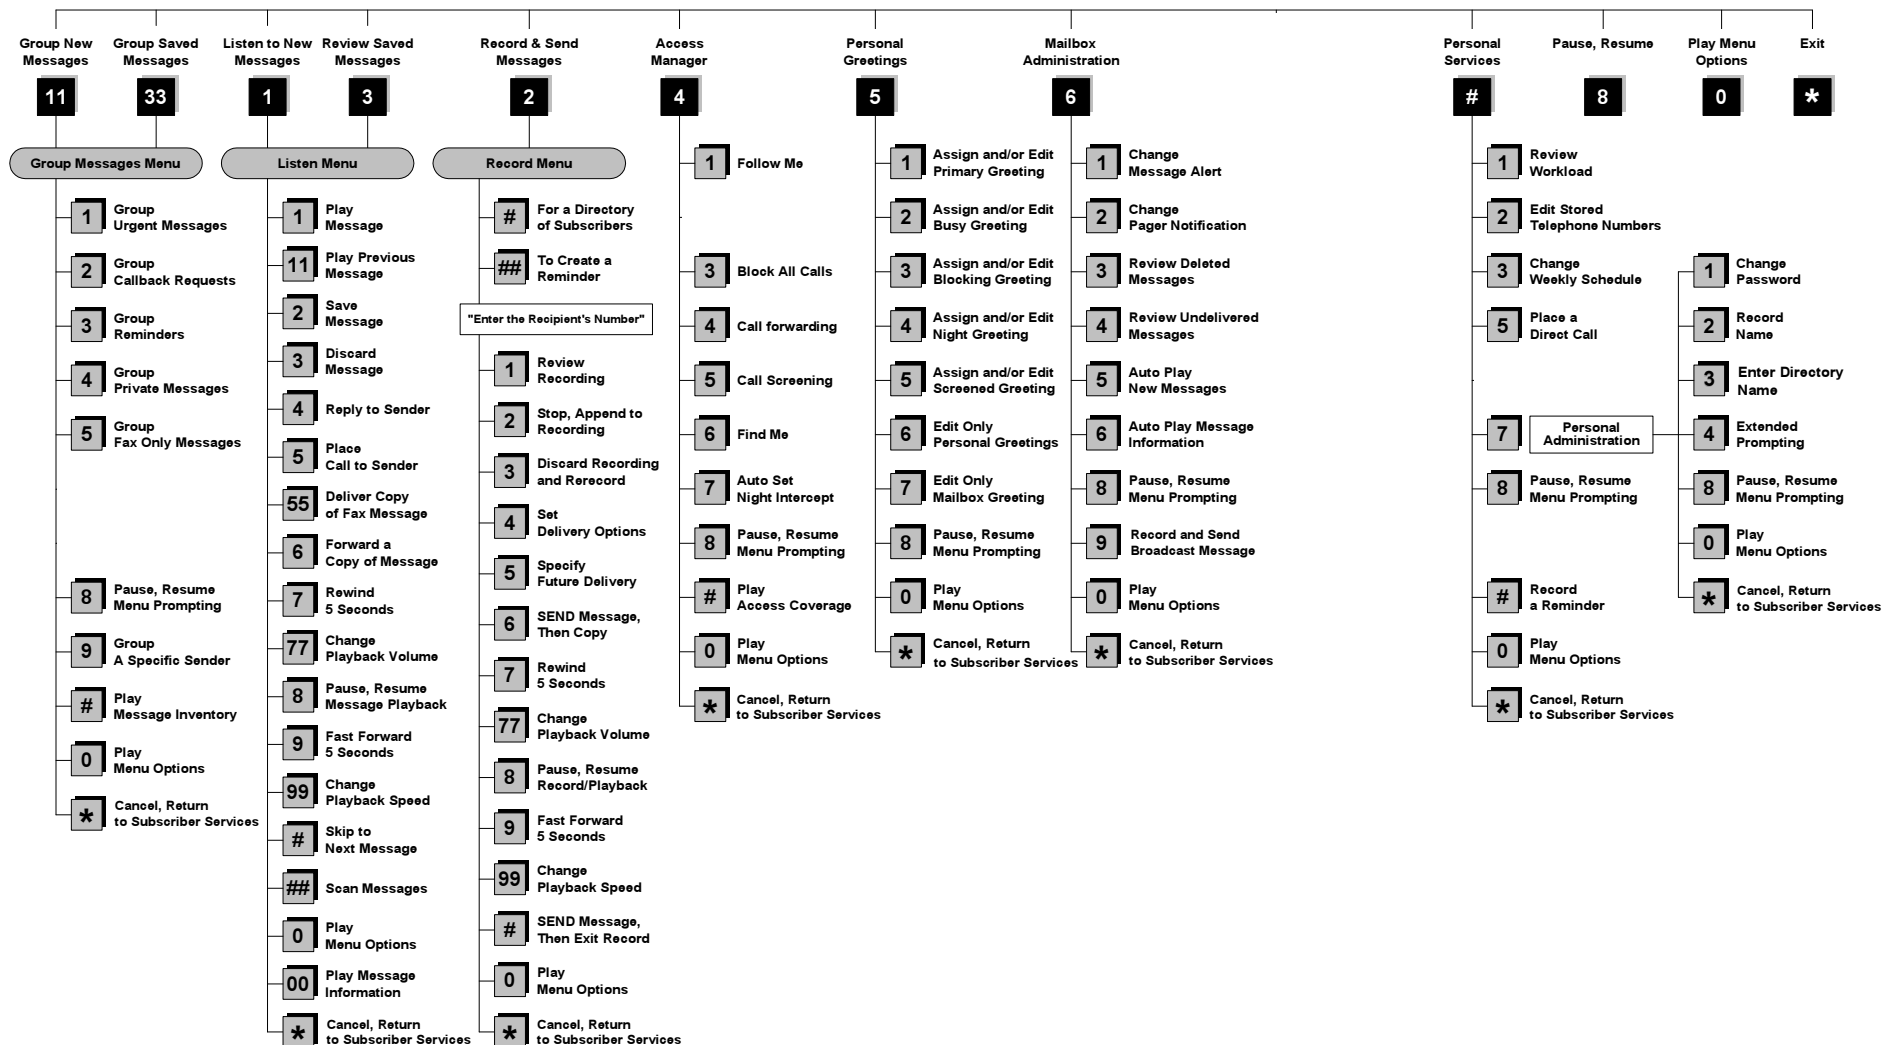 Group New
Messages
11
Group Saved
Messages
33
Listen to New
Messages
1
Review Saved
Messages
3
Record & Send
Messages
2
Access
Manager
4
Personal
Greetings
5
Mailbox
Administration
6
Personal
Services
#
Pause, Resume
8
Play Menu
Options
0
Exit
*
Group Messages Menu
1
Group
Urgent Messages
2
Group
Callback Requests
3
Group
Reminders
4
Group
Private Messages
5
Group
Fax Only Messages
8
Pause, Resume
Menu Prompting
9
Group
A Specific Sender
#
Play
Message Inventory
0
Play
Menu Options
*
Cancel, Return
to Subscriber Services
Listen Menu
1
Play
Message
11
Play Previous
Message
2
Save
Message
3
Discard
Message
4
Reply to Sender
5
Place
Call to Sender
55
Deliver Copy
of Fax Message
6
Forward a
Copy of Message
7
Rewind
5 Seconds
77
Change
Playback Volume
8
Pause, Resume
Message Playback
9
Fast Forward
5 Seconds
99
Change
Playback Speed
#
Skip to
Next Message
##
Scan Messages
0
Play
Menu Options
00
Play Message
Information
*
Cancel, Return
to Subscriber Services
Record Menu
#
For a Directory
of Subscribers
##
To Create a
Reminder
"Enter the Recipient's Number"
1
Review
Recording
2
Stop, Append to
Recording
3
Discard Recording
and Rerecord
4
Set
Delivery Options
5
Specify
Future Delivery
6
SEND Message,
Then Copy
7
Rewind
5 Seconds
77
Change
Playback Volume
8
Pause, Resume
Record/Playback
9
Fast Forward
5 Seconds
99
Change
Playback Speed
#
SEND Message,
Then Exit Record
0
Play
Menu Options
*
Cancel, Return
to Subscriber Services
1
Follow Me
3
Block All Calls
4
Call forwarding
5
Call Screening
6
Find Me
7
Auto Set
Night Intercept
8
Pause, Resume
Menu Prompting
#
Play
Access Coverage
0
Play
Menu Options
*
Cancel, Return
to Subscriber Services
1
Assign and/or Edit
Primary Greeting
2
Assign and/or Edit
Busy Greeting
3
Assign and/or Edit
Blocking Greeting
4
Assign and/or Edit
Night Greeting
5
Assign and/or Edit
Screened Greeting
6
Edit Only
Personal Greetings
7
Edit Only
Mailbox Greeting
8
Pause, Resume
Menu Prompting
0
Play
Menu Options
*
Cancel, Return
to Subscriber Services
1
Change
Message Alert
2
Change
Pager Notification
3
Review Deleted
Messages
4
Review Undelivered
Messages
5
Auto Play
New Messages
6
Auto Play Message
Information
8
Pause, Resume
Menu Prompting
9
Record and Send
Broadcast Message
0
Play
Menu Options
*
Cancel, Return
to Subscriber Services
1
Review
Workload
2
Edit Stored
Telephone Numbers
3
Change
Weekly Schedule
5
Place a
Direct Call
7
Personal
Administration
8
Pause, Resume
Menu Prompting
#
Record
a Reminder
0
Play
Menu Options
*
Cancel, Return
to Subscriber Services
1
Change
Password
2
Record
Name
3
Enter Directory
Name
4
Extended
Prompting
8
Pause, Resume
Menu Prompting
0
Play
Menu Options
*
Cancel, Return
to Subscriber Services